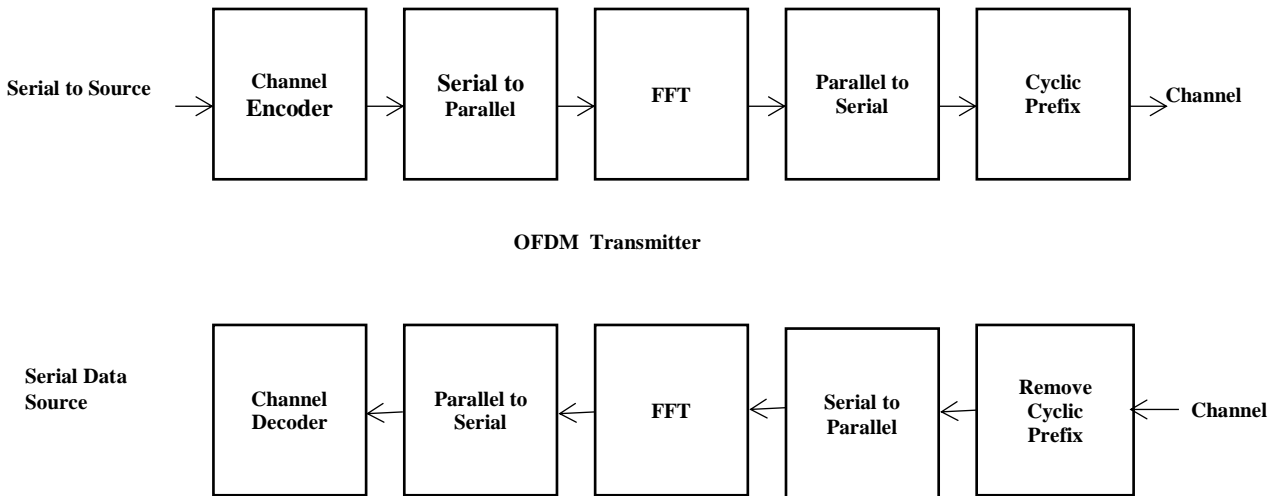 Serial to Source
Channel
Encoder
Serial to
Parallel
FFT
Parallel to
Serial
Cyclic
Prefix
Channel
OFDM Transmitter
Serial Data
Source
Channel
Decoder
Parallel to
Serial
FFT
Serial to
Parallel
Remove
Cyclic
Prefix
Channel